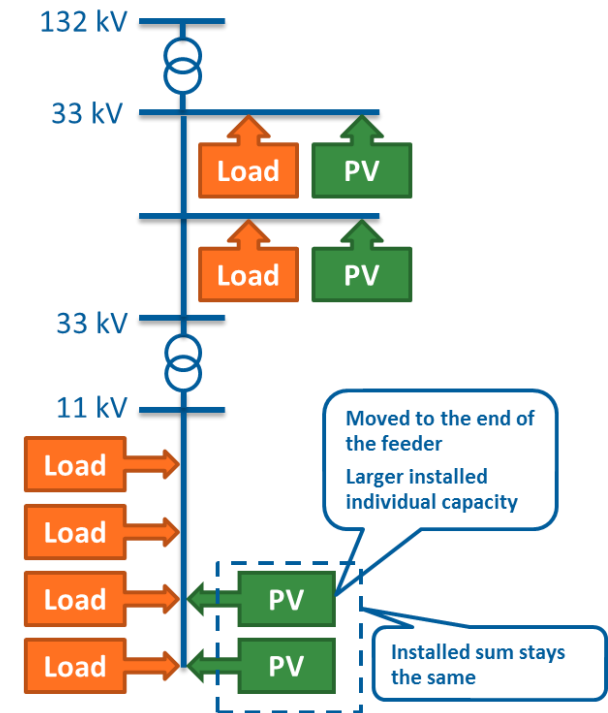 132 kV
33 kV
Load
PV
Load
PV
33 kV
11 kV
Moved to the end of
the feeder
Larger installed
individual capacity
Load
Load
Load
PV
Load
PV
Installed sum stays
the same